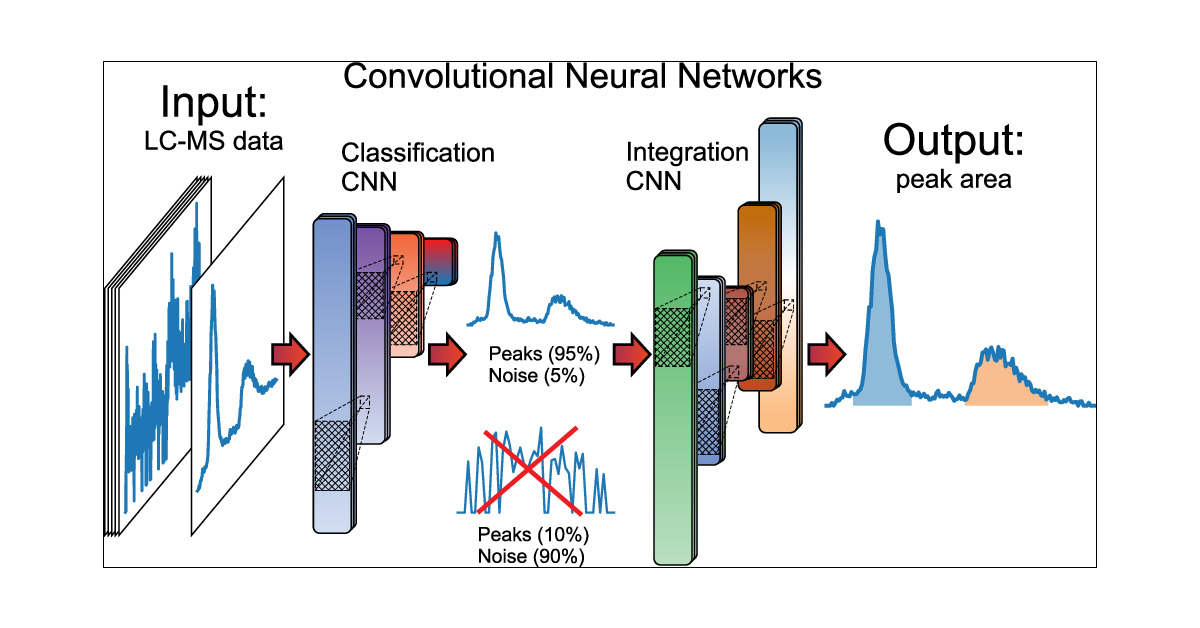 Convolutional Neural Networks
Input:
LC-MS data
Classification
CNN
Peaks (95%)
Noise (5%)
Peaks (10%)
Noise (90%)
Integration
CNN
Output:
peak area